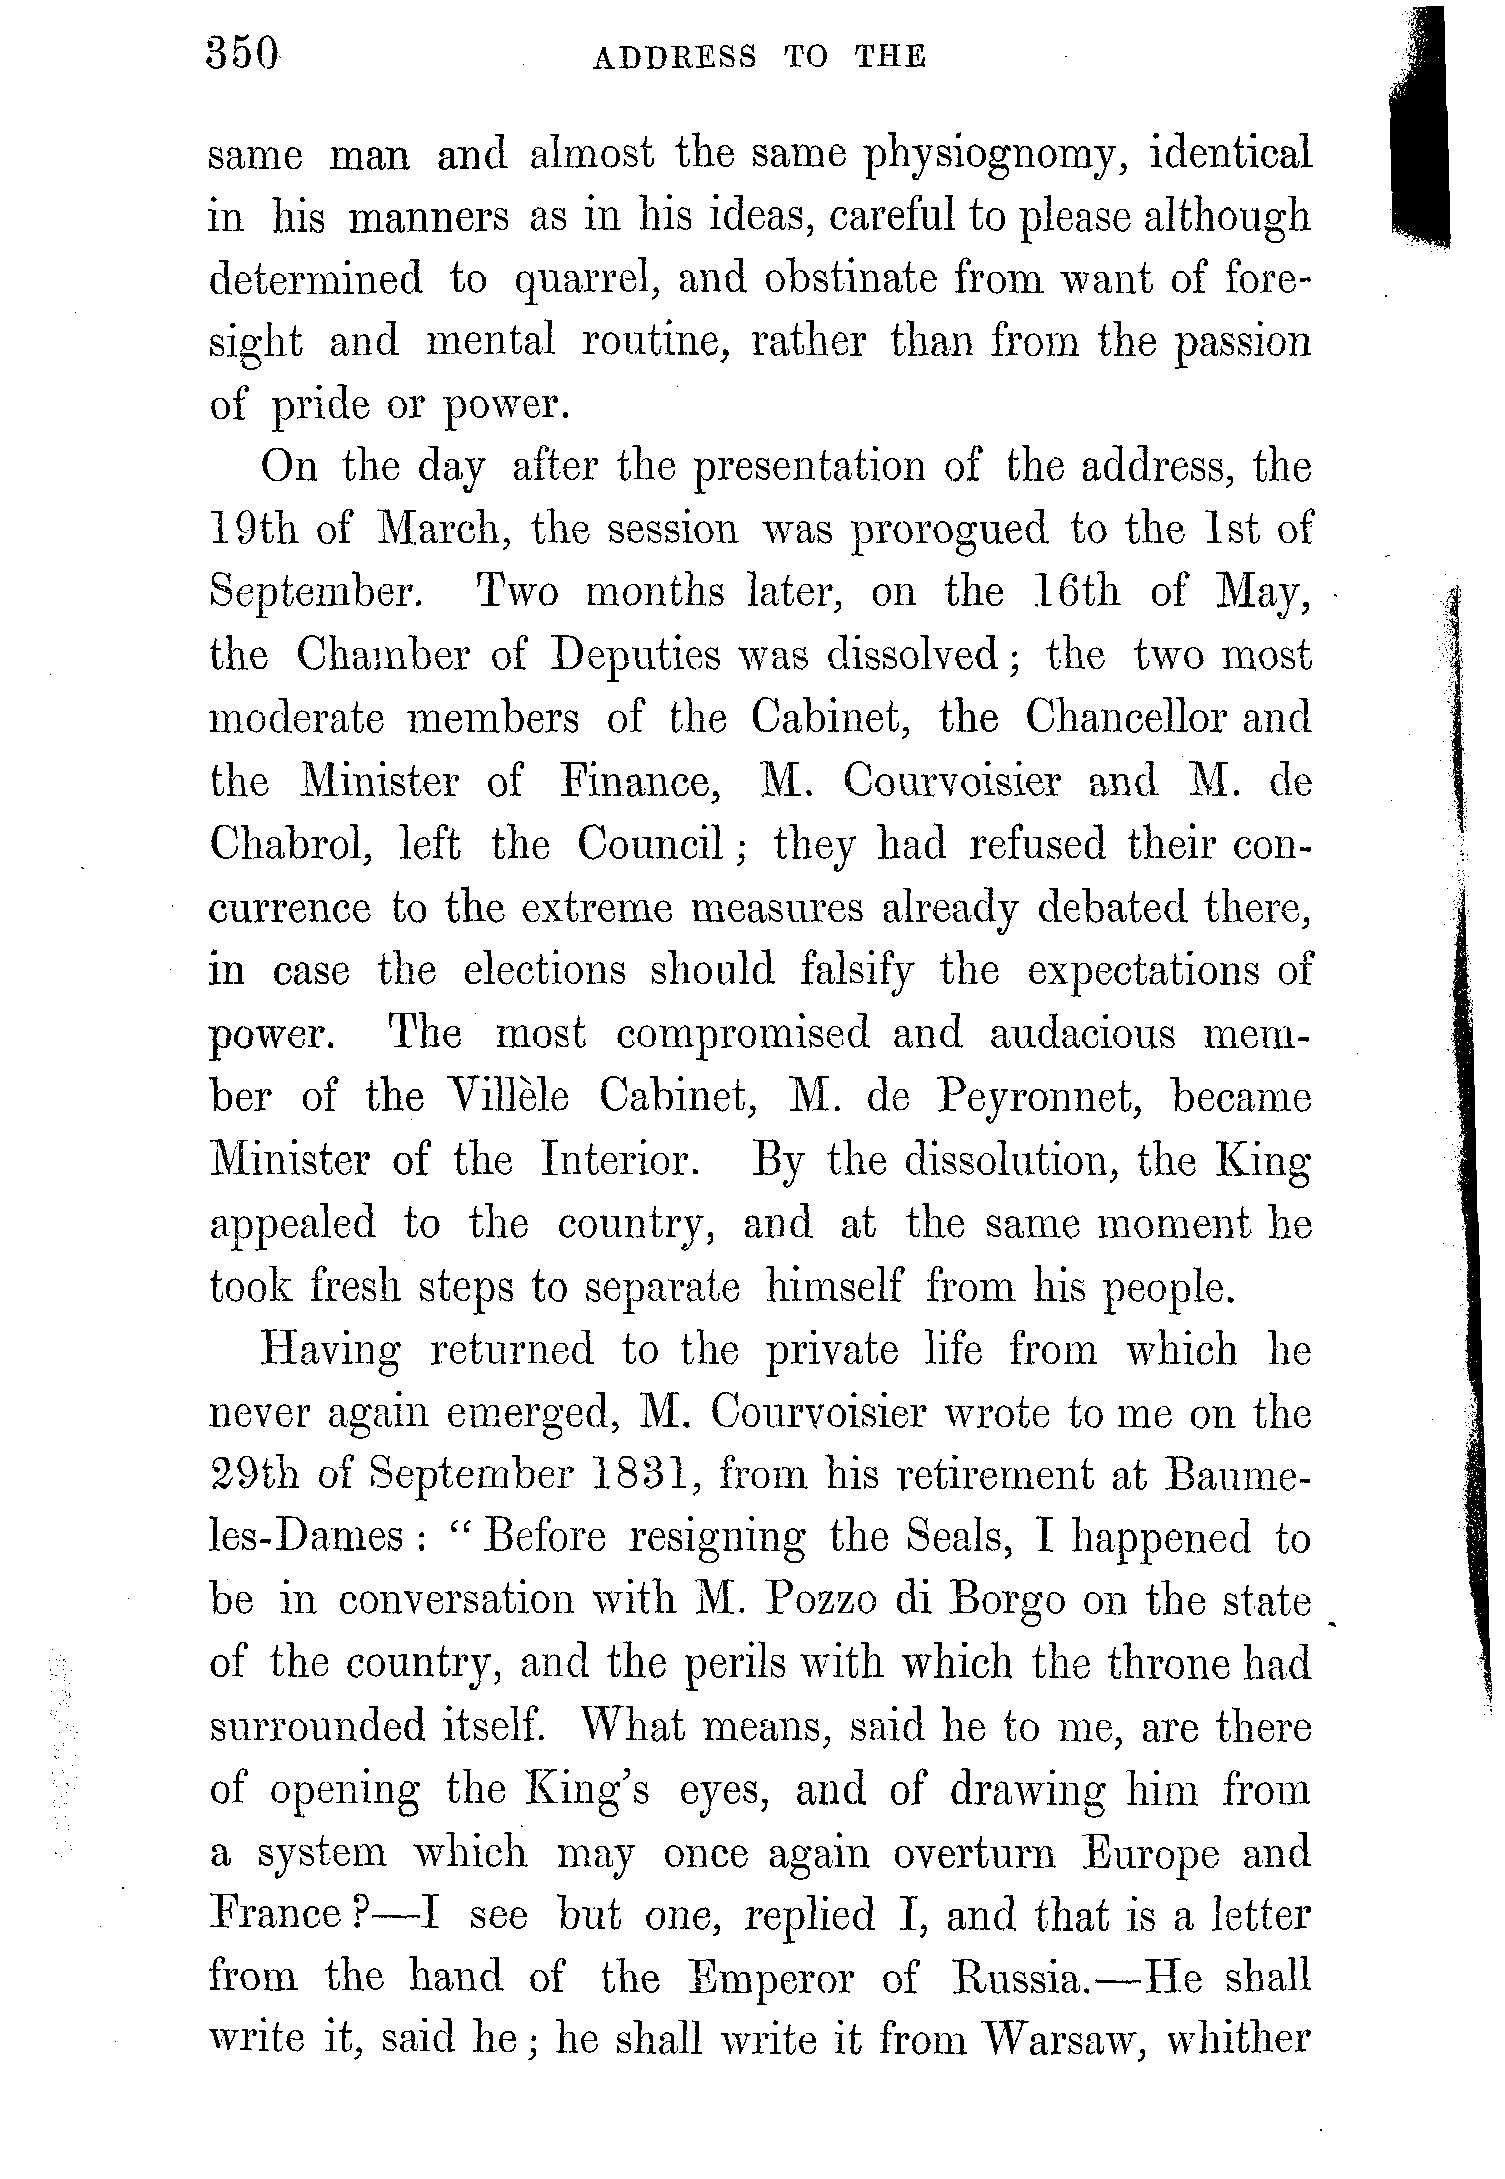 350 ADDRESS TO THE
same man and almost the same physiognomy, identical
in his manners as in his ideas, careful to please although
determined to quarrel, and obstinate from want of fore-
sight and mental routine, rather than from the passion
of pride or power.
On the day after the presentation of the address, the
19th of March, the session was prorogued to the 1st of
September. Two months later, on the 16th of May,
the Chamber of Deputies was dissolved; the two most
moderate members of the Cabinet, the Chancellor and
the Minister of Finance, M. Courvoisier and M. de
Chabrol, left the Council; they had refused their con-
currence to the extreme measures already debated there,
in case the elections should falsify the expectations of
power. The most compromised and audacious mem-
ber of the Villèle Cabinet, M. de Peyronnet, became
Minister of the Interior. By the dissolution, the King
appealed to the country, and at the same moment he
took fresh steps to separate himself from his people.
Having returned to the private life from which he
never again emerged, M. Courvoisier wrote to me on the
29th of September 1831, from his retirement at Baume-
les-Dames: “Before resigning the Seals, I happened to
be in conversation with M. Pozzo di Borgo on the state
of the country, and the perils with which the throne had
surrounded itself. What means, said he to me, are there
of opening the King's eyes, and of drawing him from
a system which may once again overturn Europe and
France?—I see but one, replied I, and that is a letter
from the hand of the Emperor of Russia.—He shall
write it, said he; he shall write it from Warsaw, whither